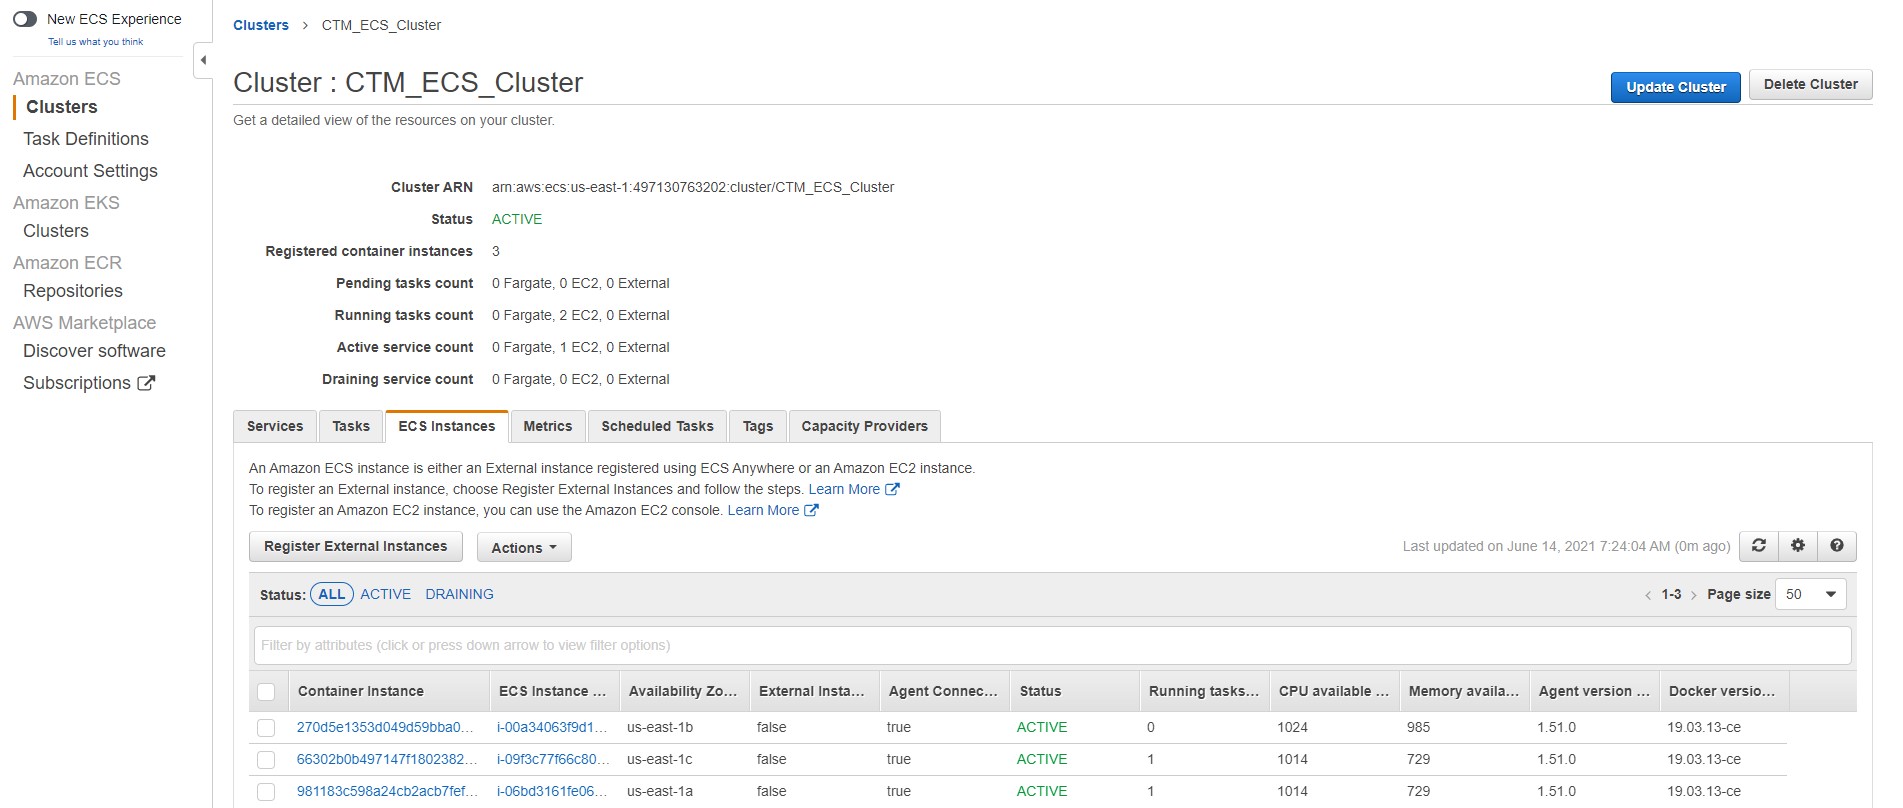 New ECS Experience
Tell us what you think
Amazon ECS
Clusters
Task Definitions
Account Settings
Amazon EKS
Clusters
Amazon ECR
Repositories
AWS Marketplace
Discover software
Subscriptions
Clusters > CTM_ECS_Cluster
Cluster : CTM_ECS_Cluster
Update Cluster Delete Cluster
Get a detailed view of the resources on your cluster.
Cluster ARN arn:aws:ecs:us-east-1:497130763202:cluster/CTM_ECS_Cluster
Status ACTIVE
Registered container instances 3
Pending tasks count 0 Fargate, 0 EC2, 0 External
Running tasks count 0 Fargate, 2 EC2, 0 External
Active service count 0 Fargate, 1 EC2, 0 External
Draining service count 0 Fargate, 0 EC2, 0 External
Services Tasks ECS Instances Metrics Scheduled Tasks Tags Capacity Providers
An Amazon ECS instance is either an External instance registered using ECS Anywhere or an Amazon EC2 instance.
To register an External instance, choose Register External Instances and follow the steps. Learn More
To register an Amazon EC2 instance, you can use the Amazon EC2 console. Learn More
Register External Instances Actions Last updated on June 14, 2021 7:24:04 AM (0m ago)
Status: ALL ACTIVE DRAINING < 1-3 > Page size 50
Filter by attributes (click or press down arrow to view filter options)
Container Instance ECS Instance ... Availability Zo... External Insta... Agent Connec... Status Running tasks... CPU available ... Memory availa... Agent version ... Docker versio...
270d5e1353d049d59bba0... i-00a34063f9d1... us-east-1b false true ACTIVE 0 1024 985 1.51.0 19.03.13-ce
66302b0b497147f1802382... i-09f3c77f66c80... us-east-1c false true ACTIVE 1 1014 729 1.51.0 19.03.13-ce
981183c598a24cb2acb7fef... i-06bd3161fe06... us-east-1a false true ACTIVE 1 1014 729 1.51.0 19.03.13-ce